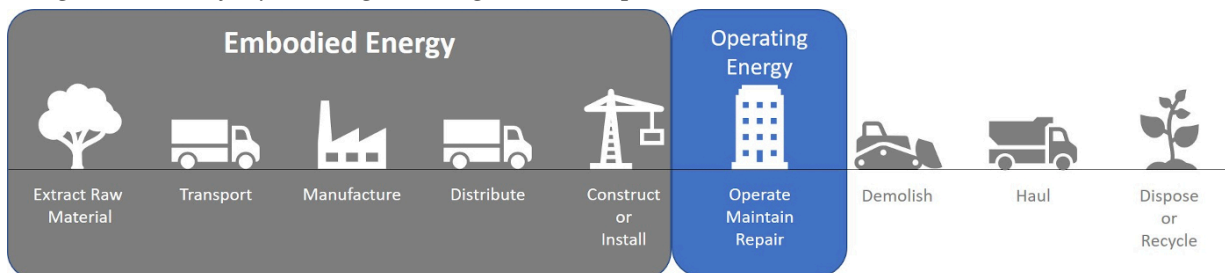 Embodied Energy
Operating
Energy
Extract Raw
Material
Transport
Manufacture
Distribute
Construct
or
Install
Operate
Maintain
Repair
Demolish
Haul
Dispose
or
Recycle